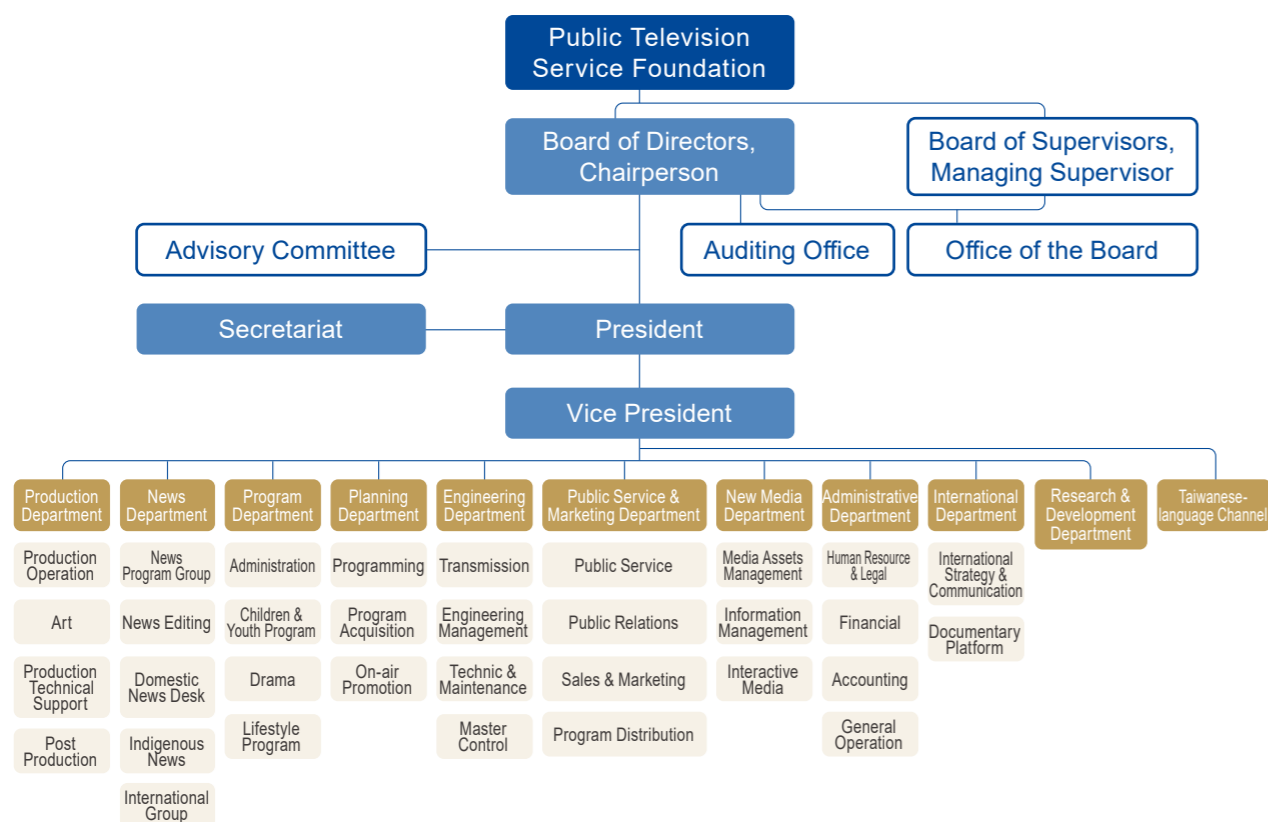 Public Television
Service Foundation
Board of Directors,
Chairperson
Board of Supervisors,
Managing Supervisor
Advisory Committee
Auditing Office
Office of the Board
Secretariat
President
Vice President
Production
Department
News
Department
Program
Department
Planning
Department
Engineering
Department
Public Service &
Marketing Department
New Media
Department
Administrative
Department
International
Department
Research &
Development
Department
Taiwanese-
language Channel
Production
Operation
Art
Production
Technical
Support
Post
Production
News
Program Group
News Editing
Domestic
News Desk
Indigenous
News
International
Group
Administration
Children &
Youth Program
Drama
Lifestyle
Program
Programming
Program
Acquisition
On-air
Promotion
Transmission
Engineering
Management
Technic &
Maintenance
Master
Control
Public Service
Public Relations
Sales & Marketing
Program Distribution
Media Assets
Management
Information
Management
Interactive
Media
Human Resource
& Legal
Financial
Accounting
General
Operation
International
Strategy &
Communication
Documentary
Platform